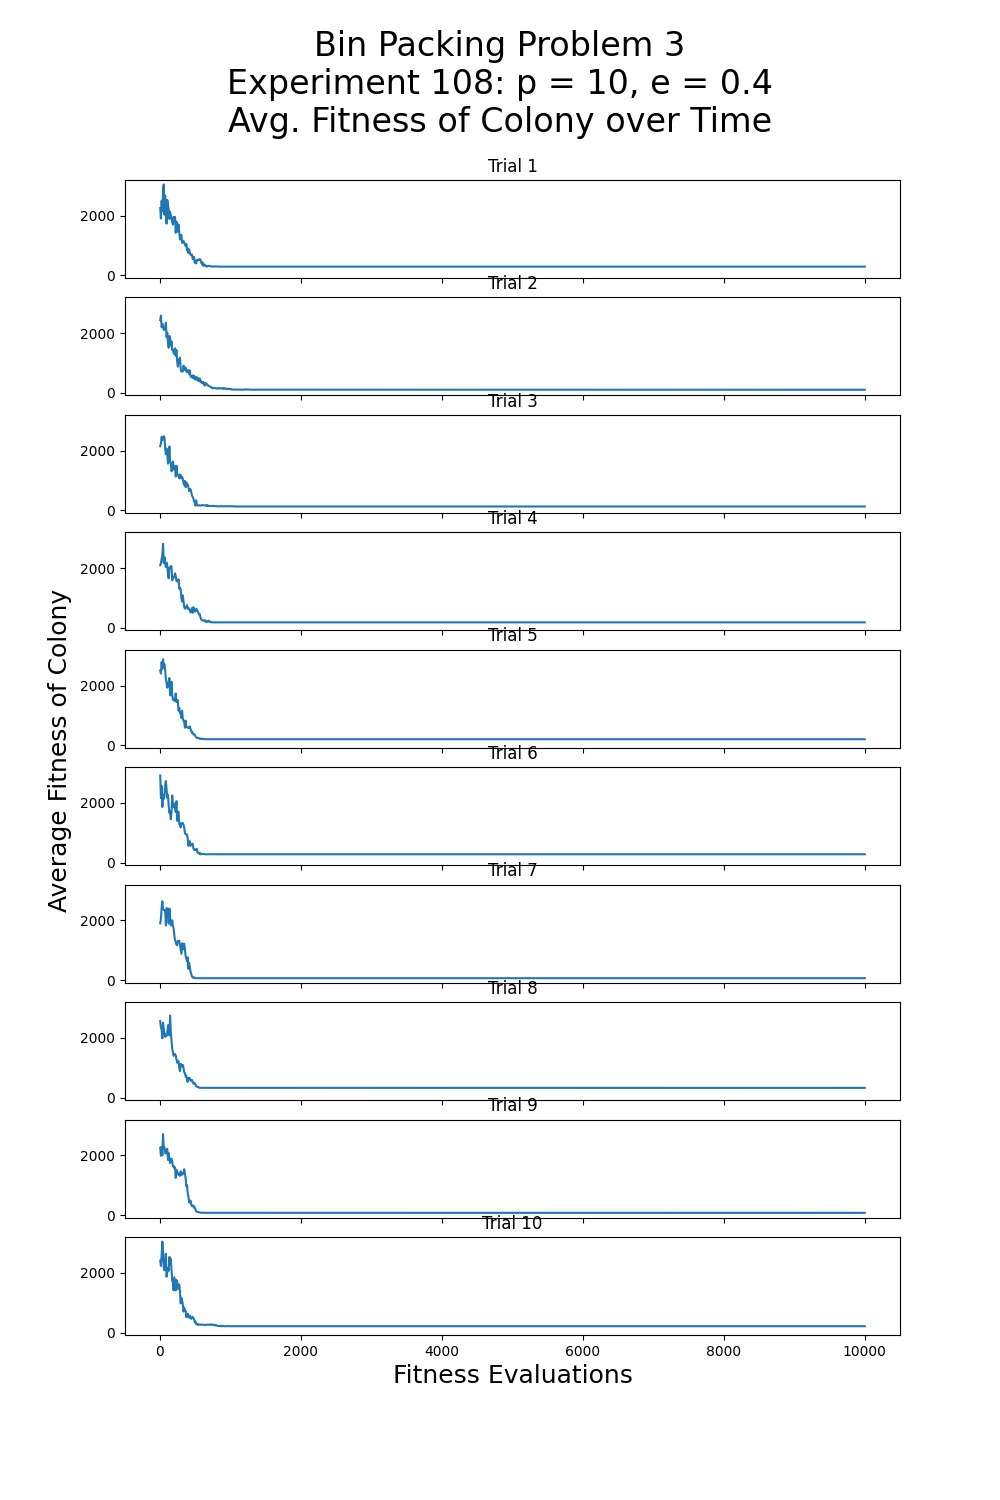 Bin Packing Problem 3
Experiment 108: p = 10, e = 0.4
Avg. Fitness of Colony over Time
Trial 1
2000
0
Trial 2
2000
0
Trial 3
2000
0
Trial 4
2000
0
Trial 5
2000
0
Trial 6
2000
0
Trial 7
2000
0
Trial 8
2000
0
Trial 9
2000
0
Trial 10
2000
0
0 2000 4000 6000 8000 10000
Fitness Evaluations
Average Fitness of Colony